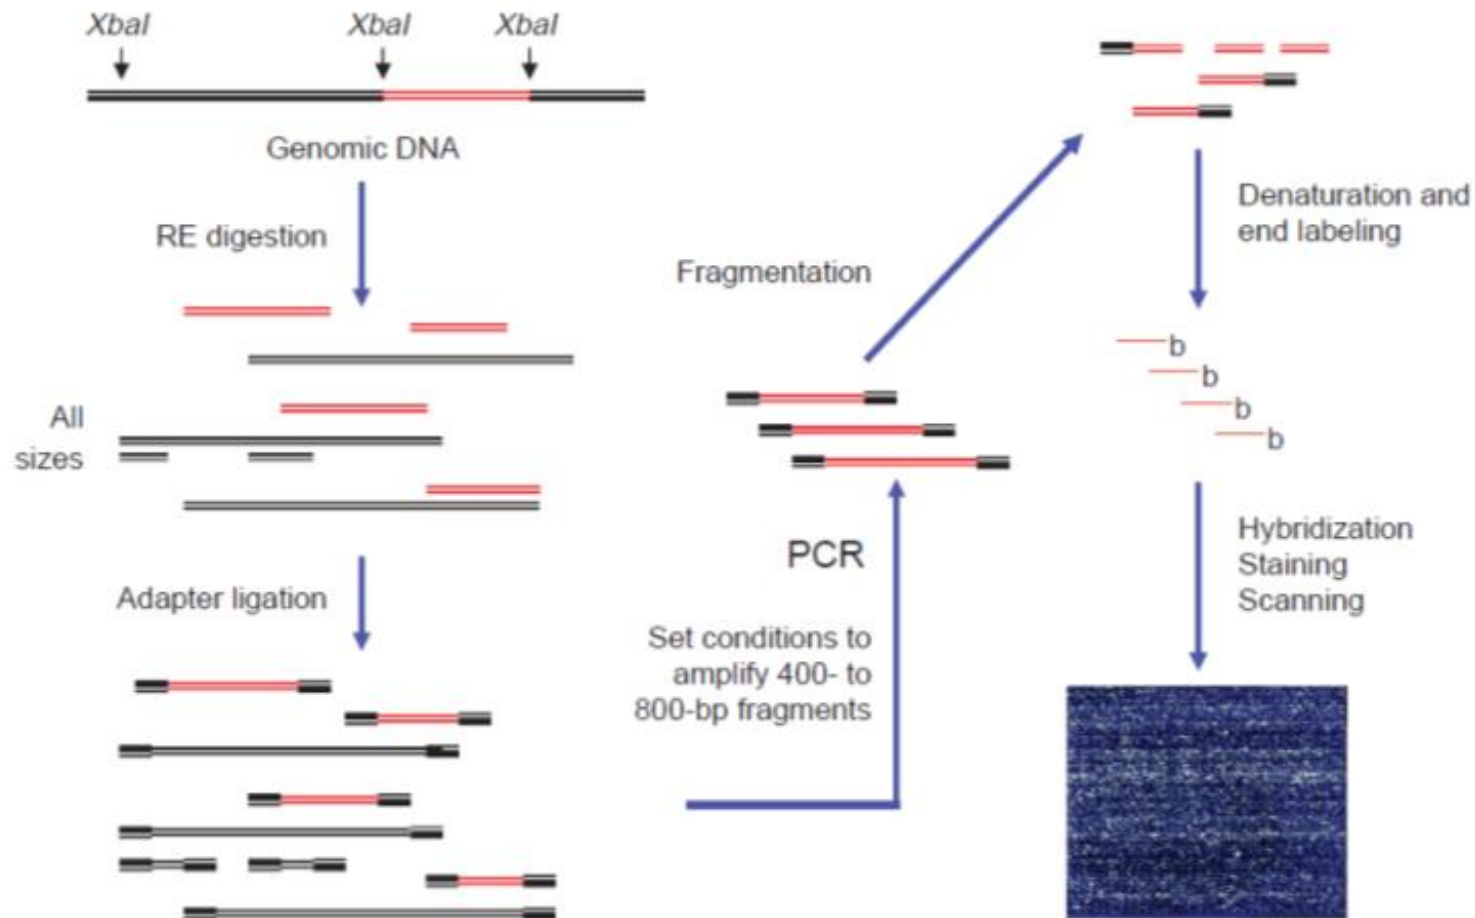 XbaI XbaI XbaI
Genomic DNA
RE digestion
All
sizes
Adapter ligation
PCR
Set conditions to
amplify 400- to
800-bp fragments
Fragmentation
Denaturation and
end labeling
b
b
b
b
Hybridization
Staining
Scanning